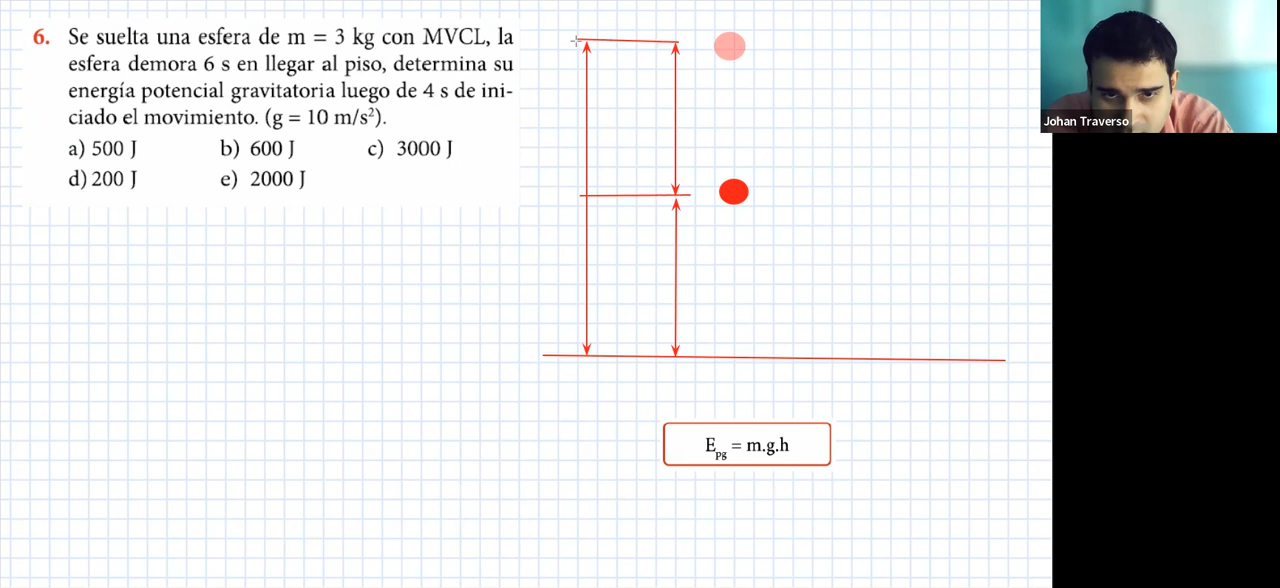 6. Se suelta una esfera de m = 3 kg con MVCL, la
esfera demora 6 s en llegar al piso, determina su
energía potencial gravitatoria luego de 4 s de ini-
ciado el movimiento. (g = 10 m/s²).
a) 500 J b) 600 J c) 3000 J
d) 200 J e) 2000 J
E_pg = m.g.h
Johan Traverso